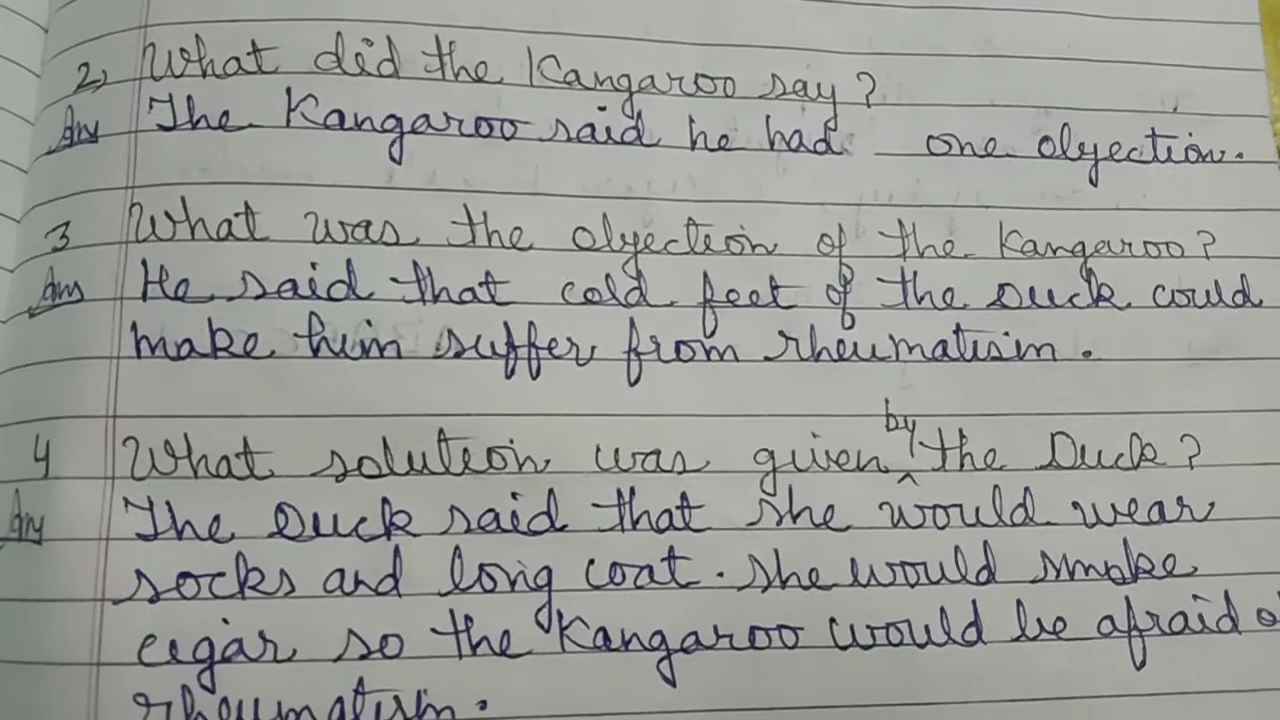 2, What did the Kangaroo say?
Ans The Kangaroo said he had one objection.
3 What was the objection of the Kangaroo?
Ans He said that cold feet of the Duck could
make him suffer from rheumatism.
4 What solution was given by the Duck?
Ans The Duck said that she would wear
socks and long coat. She would smoke
cigar so the Kangaroo would be afraid o
rheumatism.